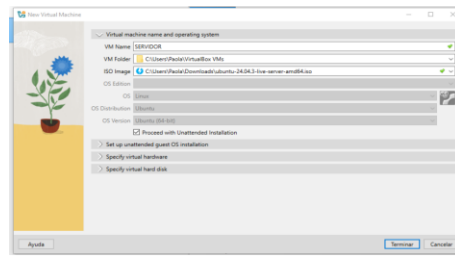 New Virtual Machine
Virtual machine name and operating system
VM Name SERVIDOR
VM Folder C:\Users\Paola\VirtualBox VMs
ISO Image C:\Users\Paola\Downloads\ubuntu-24.04.3-live-server-amd64.iso
OS Edition
OS Linux
OS Distribution Ubuntu
OS Version Ubuntu (64-bit)
Proceed with Unattended Installation
Set up unattended guest OS installation
Specify virtual hardware
Specify virtual hard disk
Ayuda Terminar Cancelar